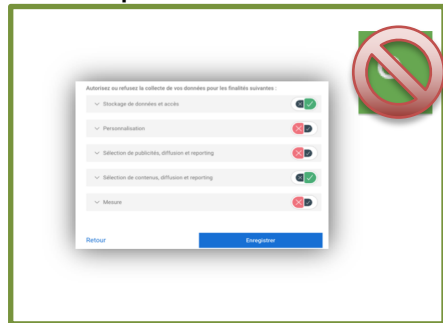 Autorisez ou refusez la collecte de vos données pour les finalités suivantes :
Stockage de données et accès
Personnalisation
Sélection de publicités, diffusion et reporting
Sélection de contenus, diffusion et reporting
Mesure
Retour Enregistrer